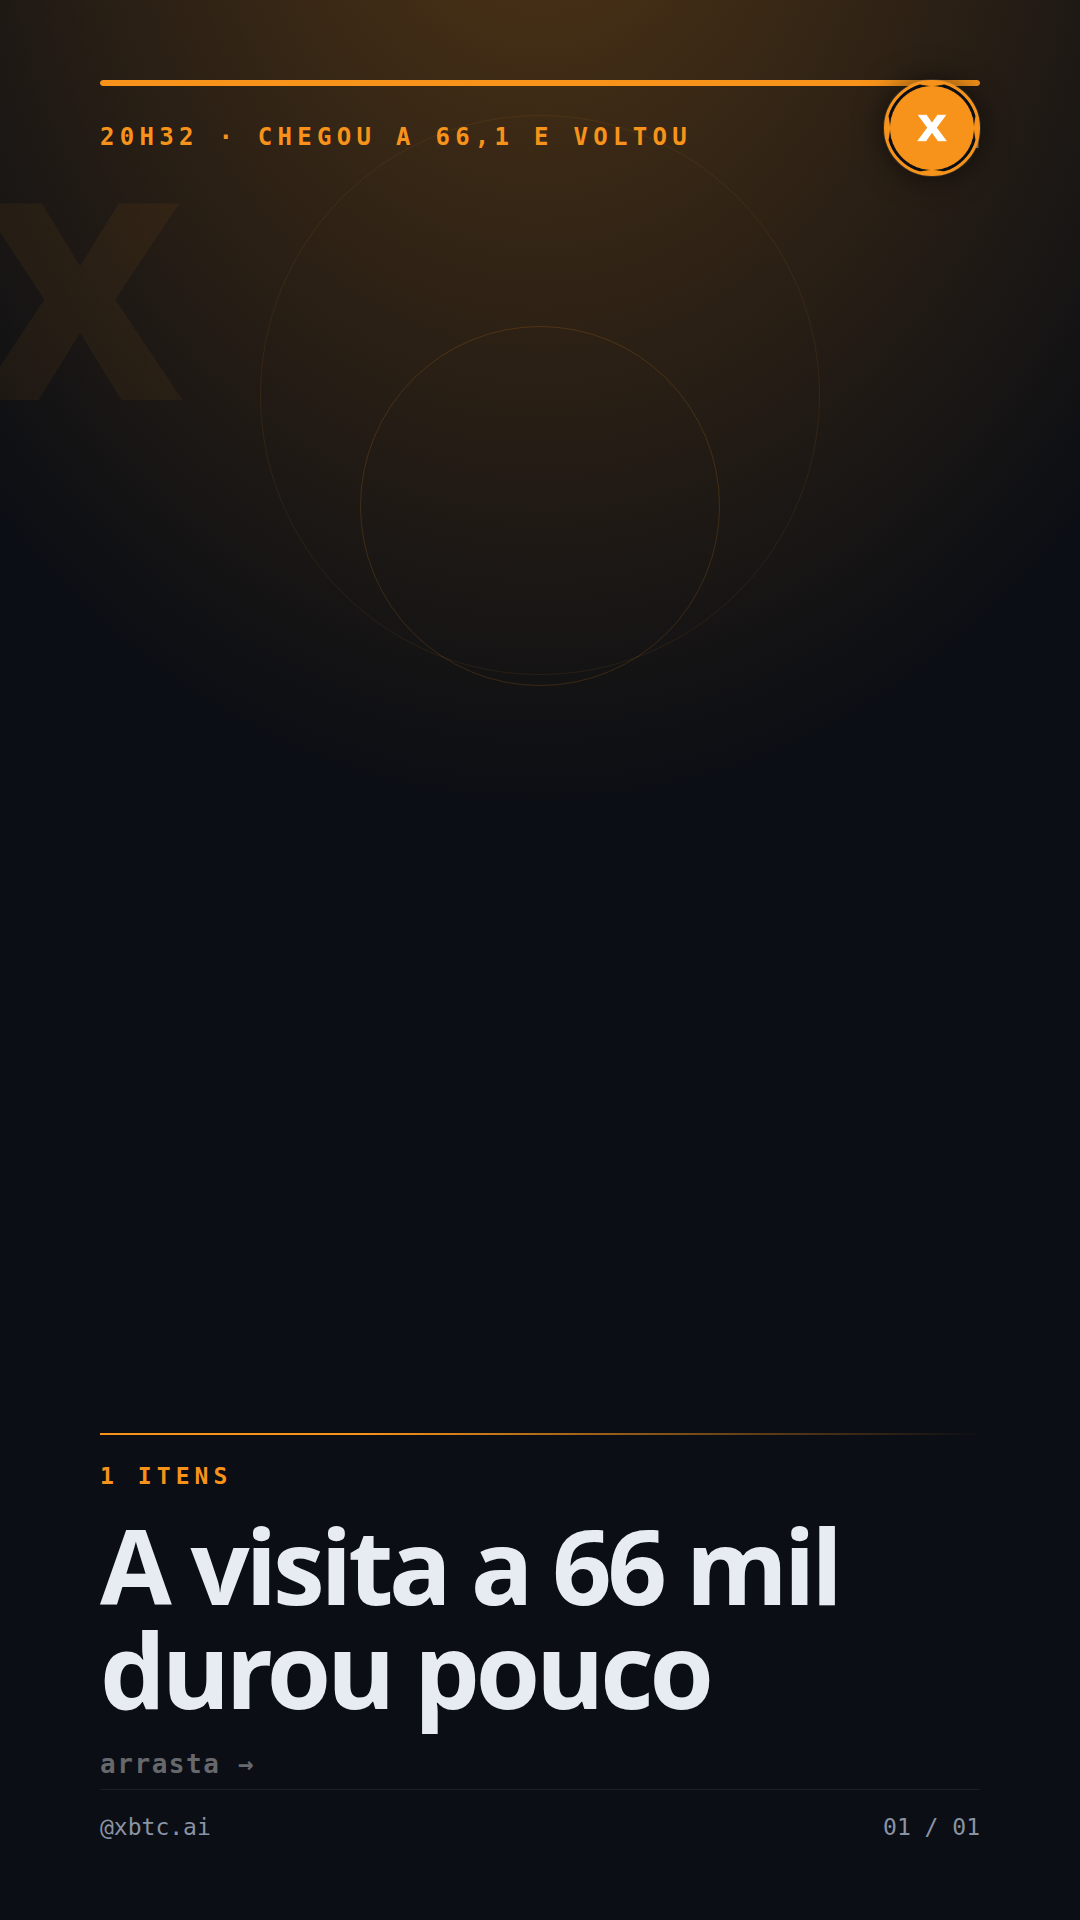 20H32 · CHEGOU A 66,1 E VOLTOU
X
X
1 ITENS
A visita a 66 mil
durou pouco
arrasta →
@xbtc.ai
01 / 01